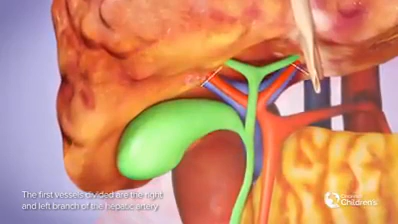 The first vessels divided are the right
and left branch of the hepatic artery
Children's